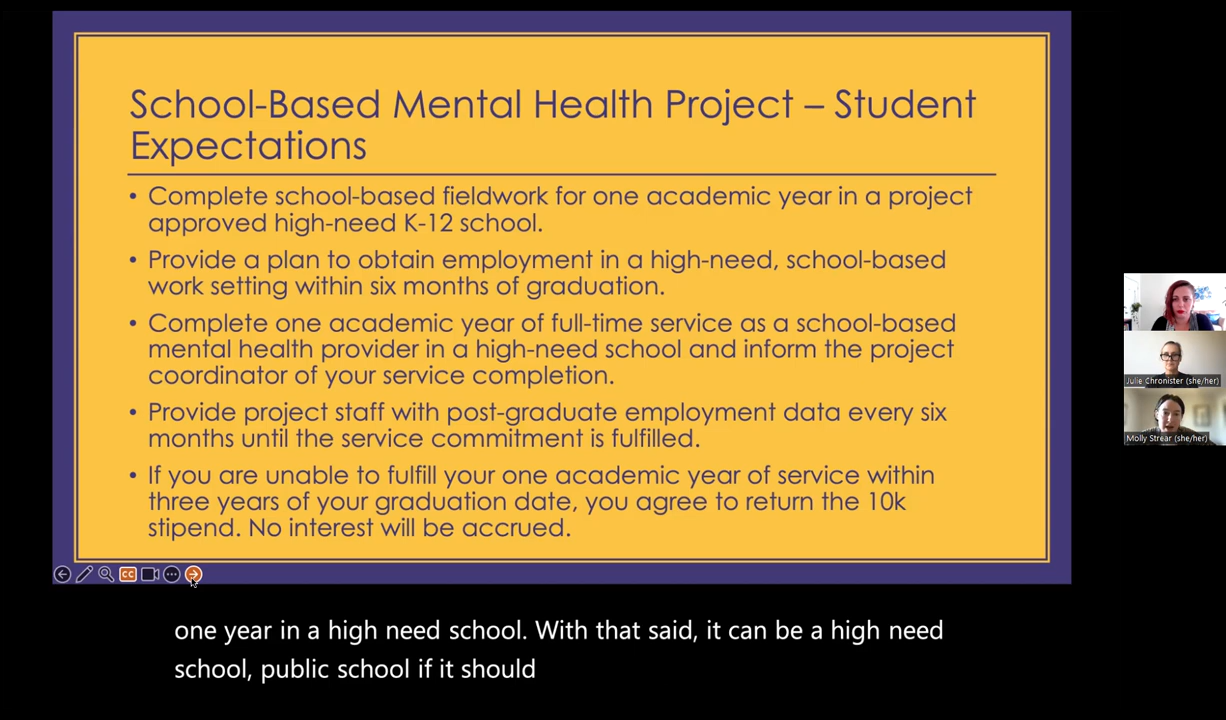 School-Based Mental Health Project – Student
Expectations
• Complete school-based fieldwork for one academic year in a project
approved high-need K-12 school.
• Provide a plan to obtain employment in a high-need, school-based
work setting within six months of graduation.
• Complete one academic year of full-time service as a school-based
mental health provider in a high-need school and inform the project
coordinator of your service completion.
• Provide project staff with post-graduate employment data every six
months until the service commitment is fulfilled.
• If you are unable to fulfill your one academic year of service within
three years of your graduation date, you agree to return the 10k
stipend. No interest will be accrued.
CC
Julie Chronister (she/her)
Molly Strear (she/her)
one year in a high need school. With that said, it can be a high need
school, public school if it should